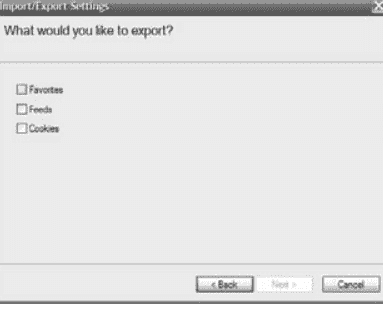 Import/Export Settings
What would you like to export?
Favorites
Feeds
Cookies
< Back Next > Cancel